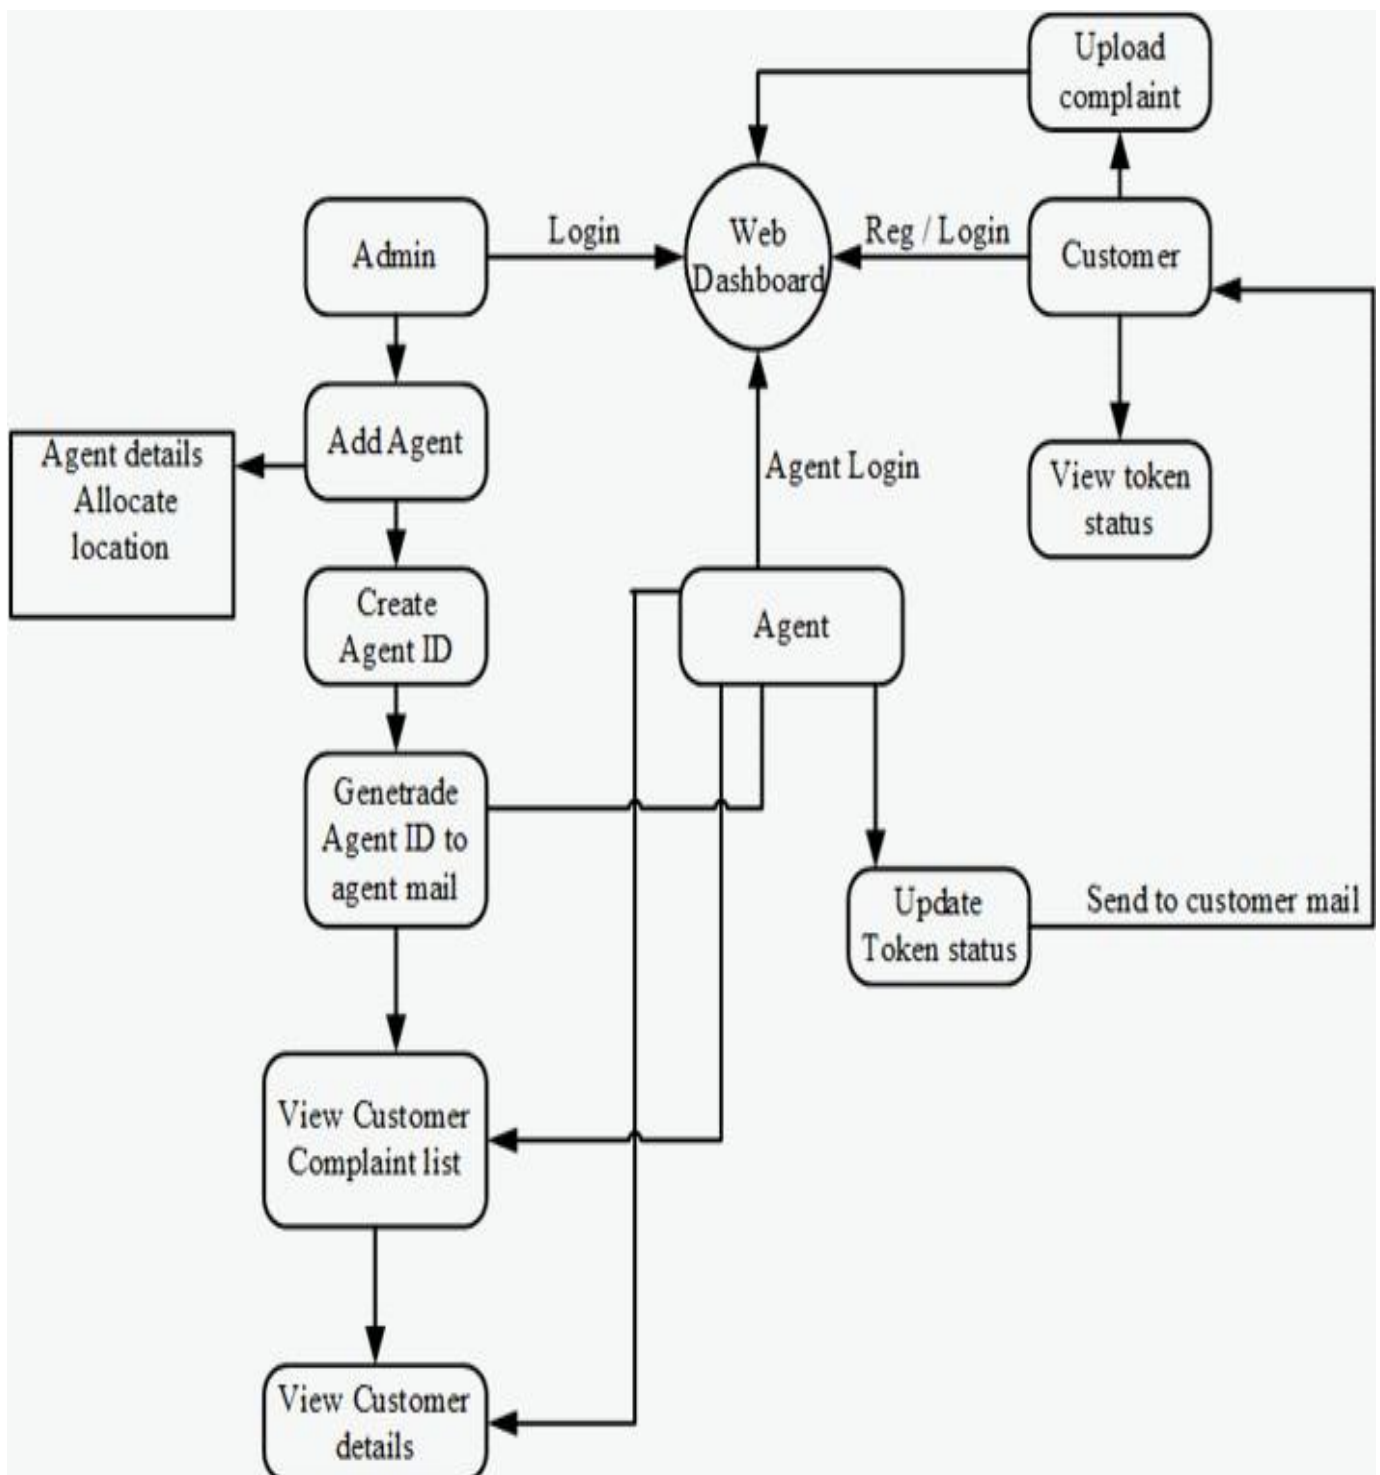 Upload
complaint
Admin
Login
Web
Dashboard
Reg / Login
Customer
Add Agent
Agent details
Allocate
location
Agent Login
View token
status
Create
Agent ID
Agent
Genetrade
Agent ID to
agent mail
Update
Token status
Send to customer mail
View Customer
Complaint list
View Customer
details